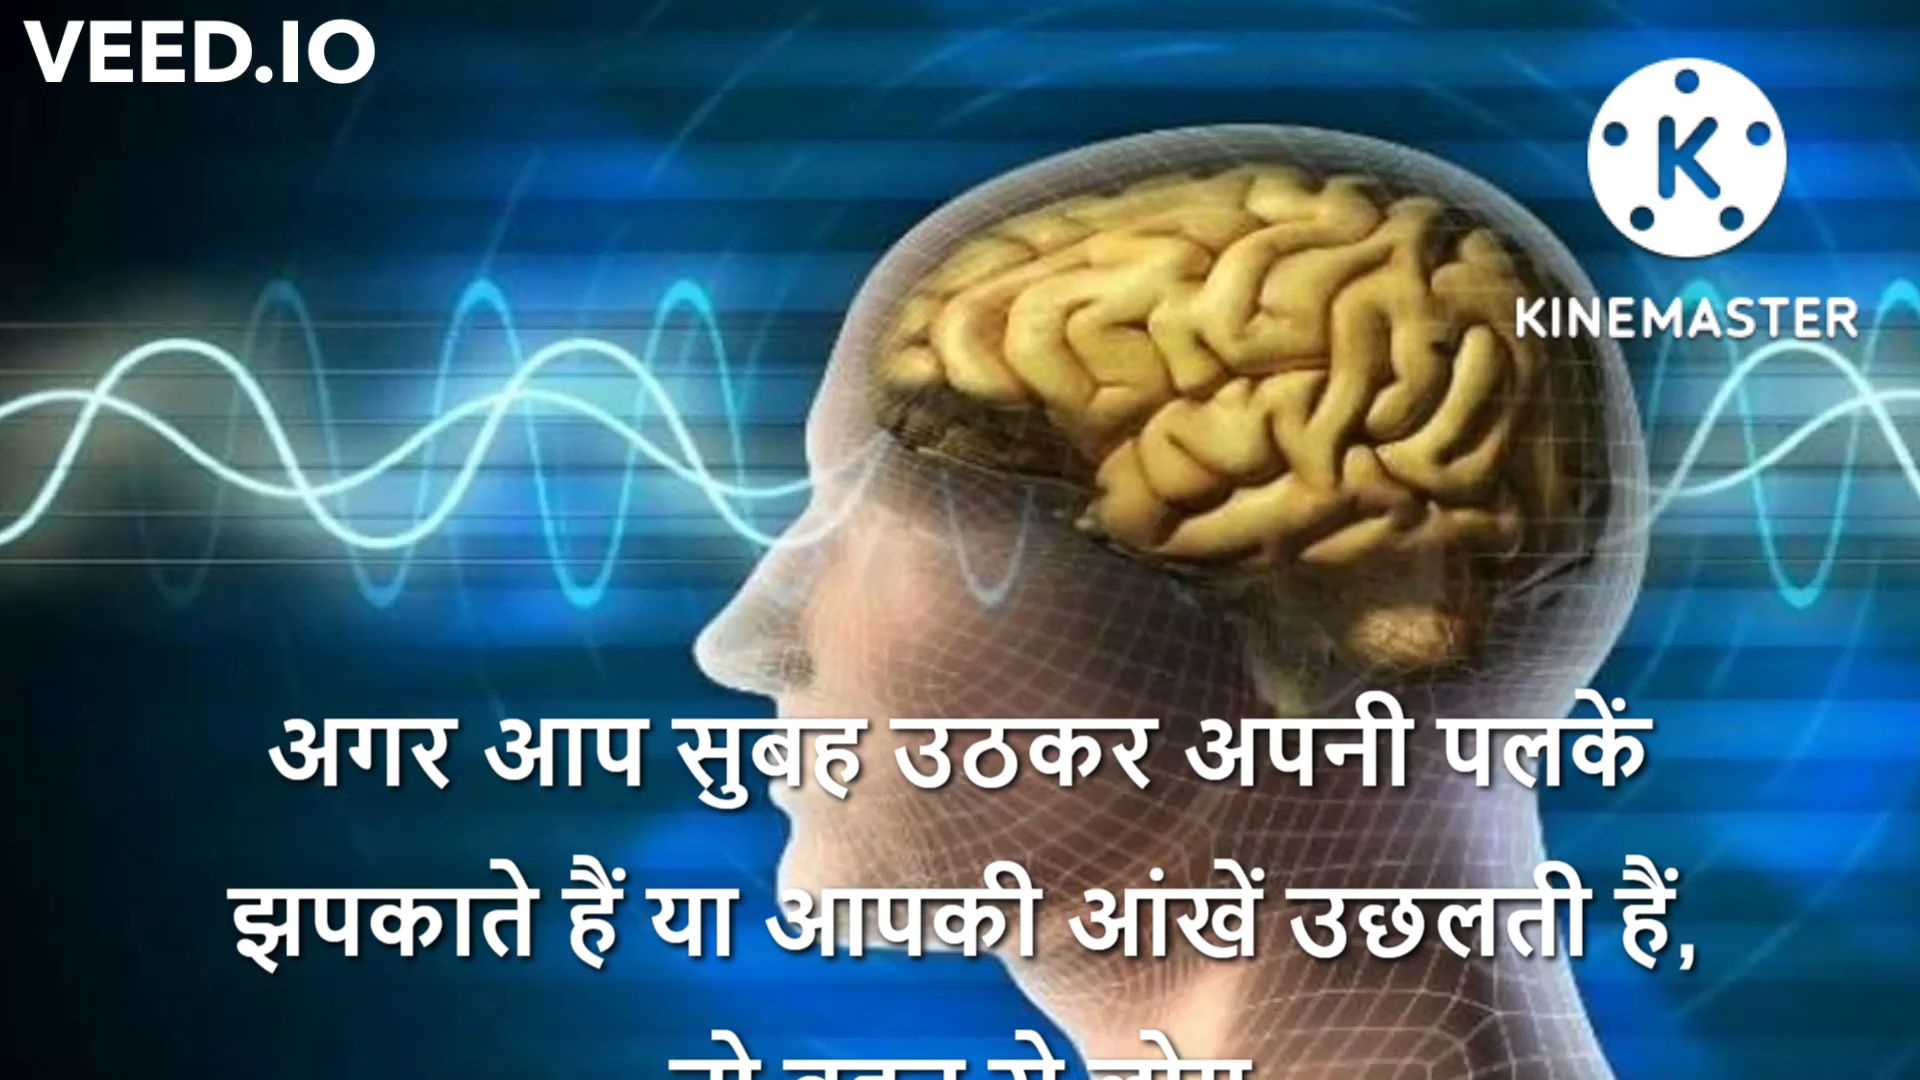 VEED.IO
KINEMASTER
अगर आप सुबह उठकर अपनी पलकें
झपकाते हैं या आपकी आंखें उछलती हैं,